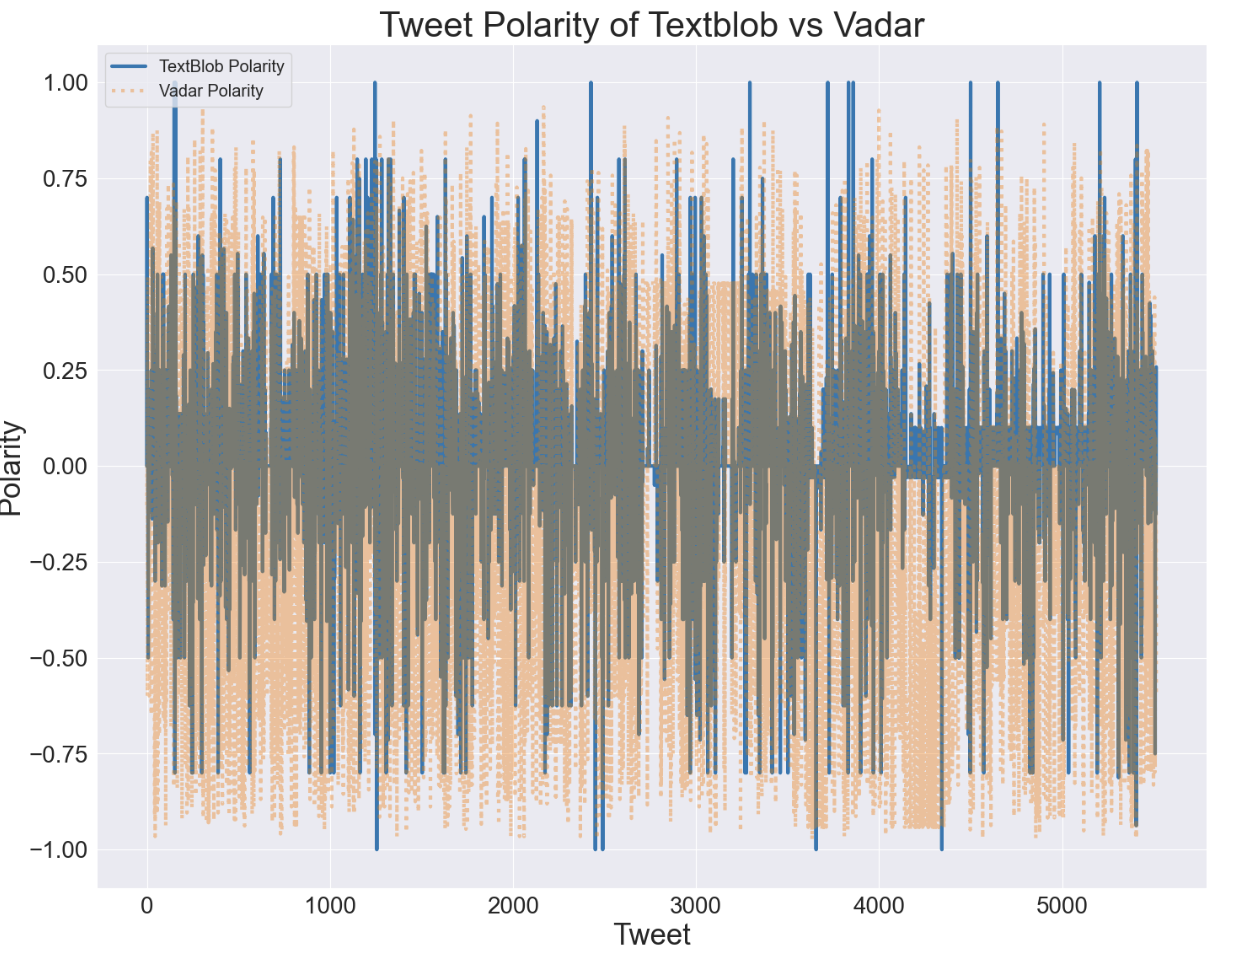 Tweet Polarity of Textblob vs Vadar
TextBlob Polarity
Vadar Polarity
1.00
0.75
0.50
0.25
0.00
−0.25
−0.50
−0.75
−1.00
Polarity
0 1000 2000 3000 4000 5000
Tweet